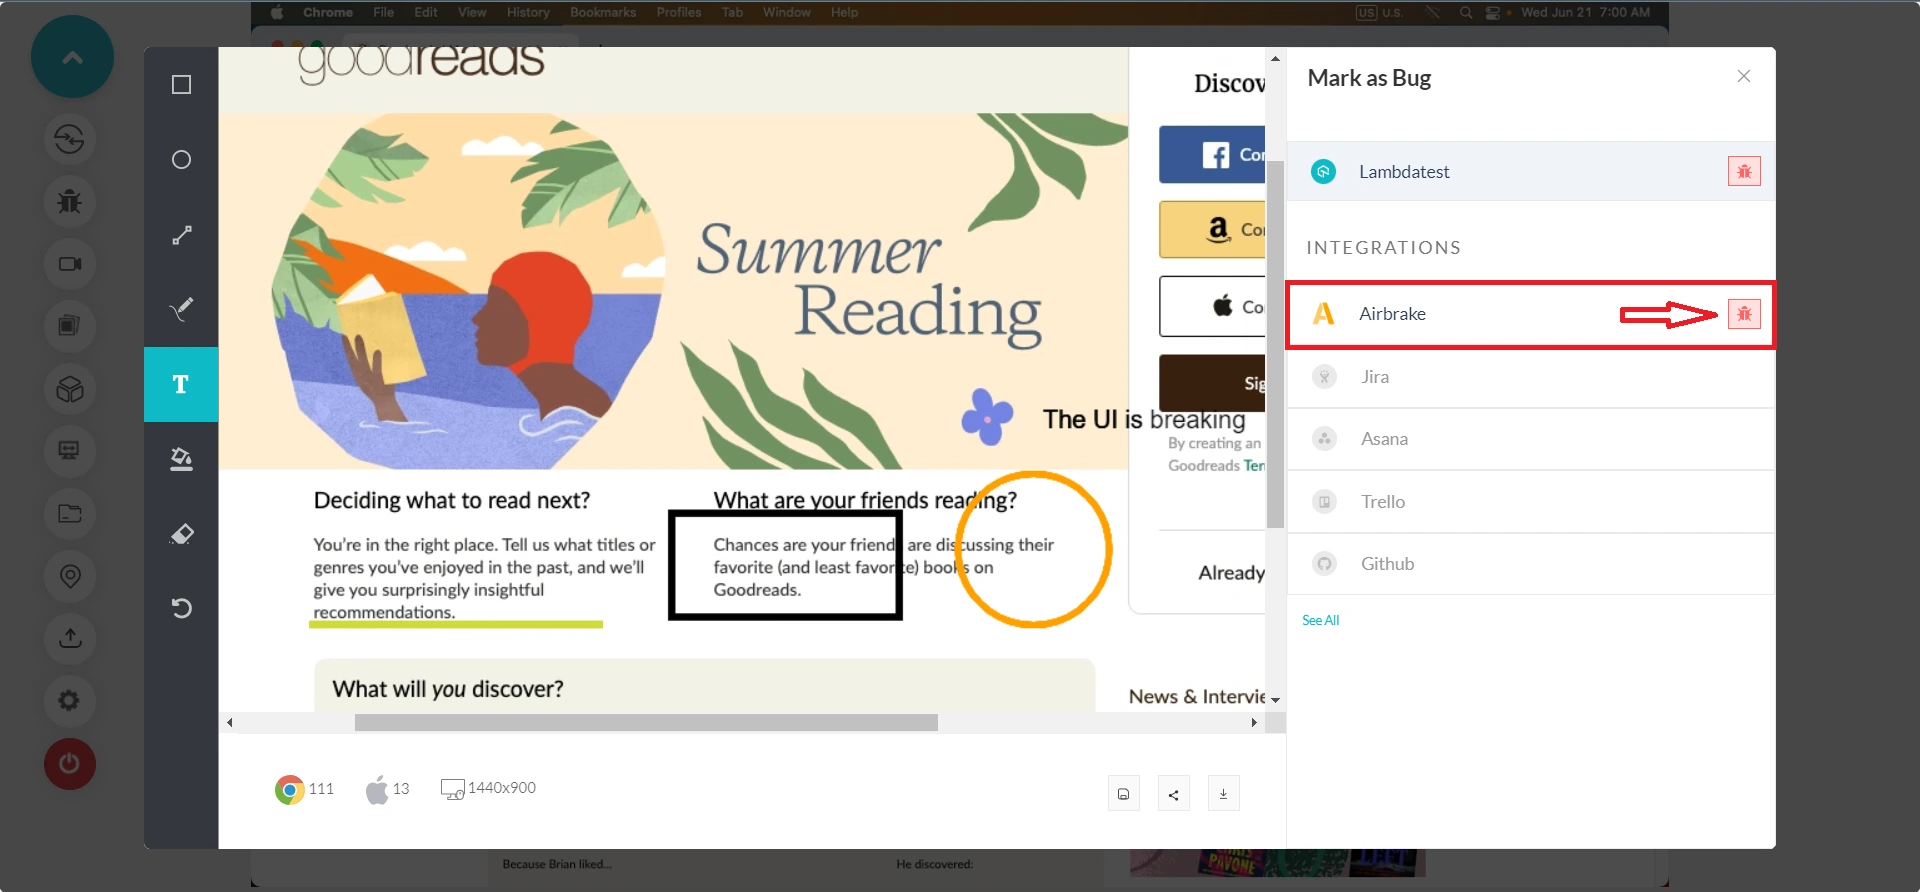 Chrome File Edit View History Bookmarks Profiles Tab Window Help US U.S. Wed Jun 21 7:00 AM
goodreads
Summer
Reading
Discov
Con
a Con
Con
Sig
The UI is breaking
By creating an
Goodreads Ter
Deciding what to read next?
You're in the right place. Tell us what titles or
genres you've enjoyed in the past, and we'll
give you surprisingly insightful
recommendations.
What are your friends reading?
Chances are your friends are discussing their
favorite (and least favorite) books on
Goodreads.
Already
What will you discover?
News & Intervie
111 13 1440x900
Because Brian liked...
He discovered:
PAVONE
LEFT
T
Mark as Bug
Lambdatest
INTEGRATIONS
Airbrake
Jira
Asana
Trello
Github
See All